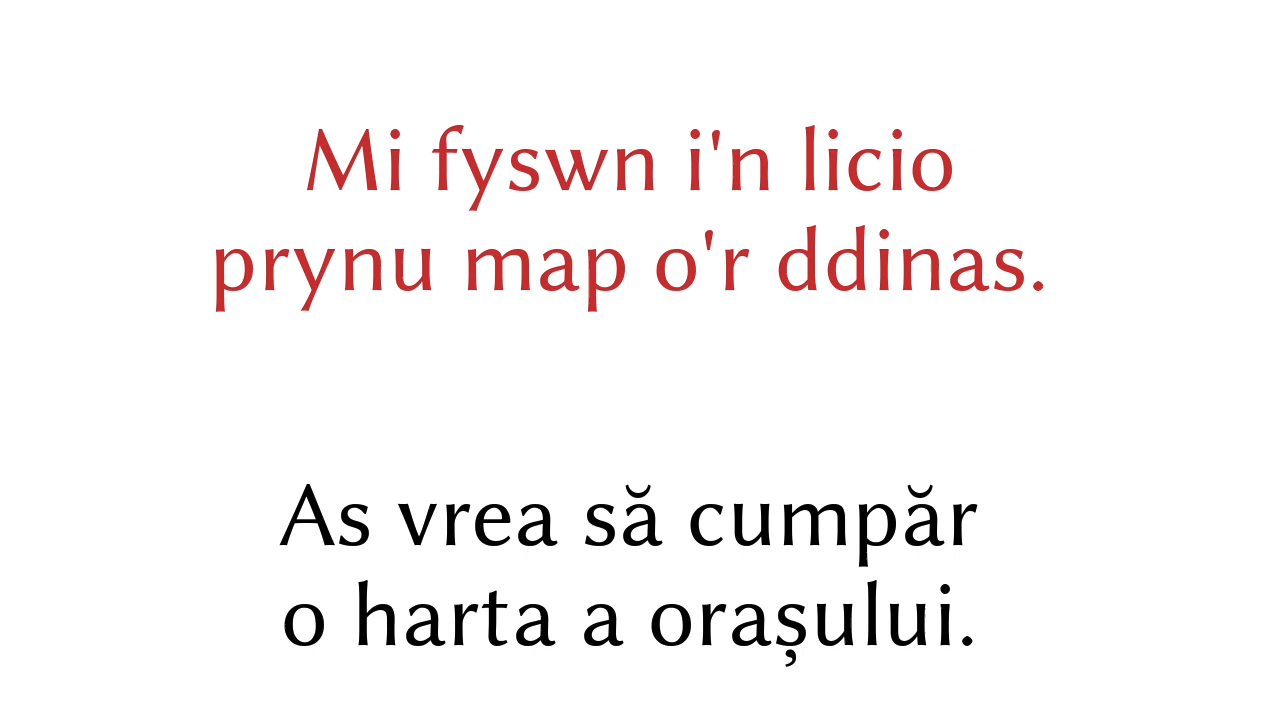 Mi fyswn i'n licio
prynu map o'r ddinas.
As vrea să cumpăr
o harta a orașului.